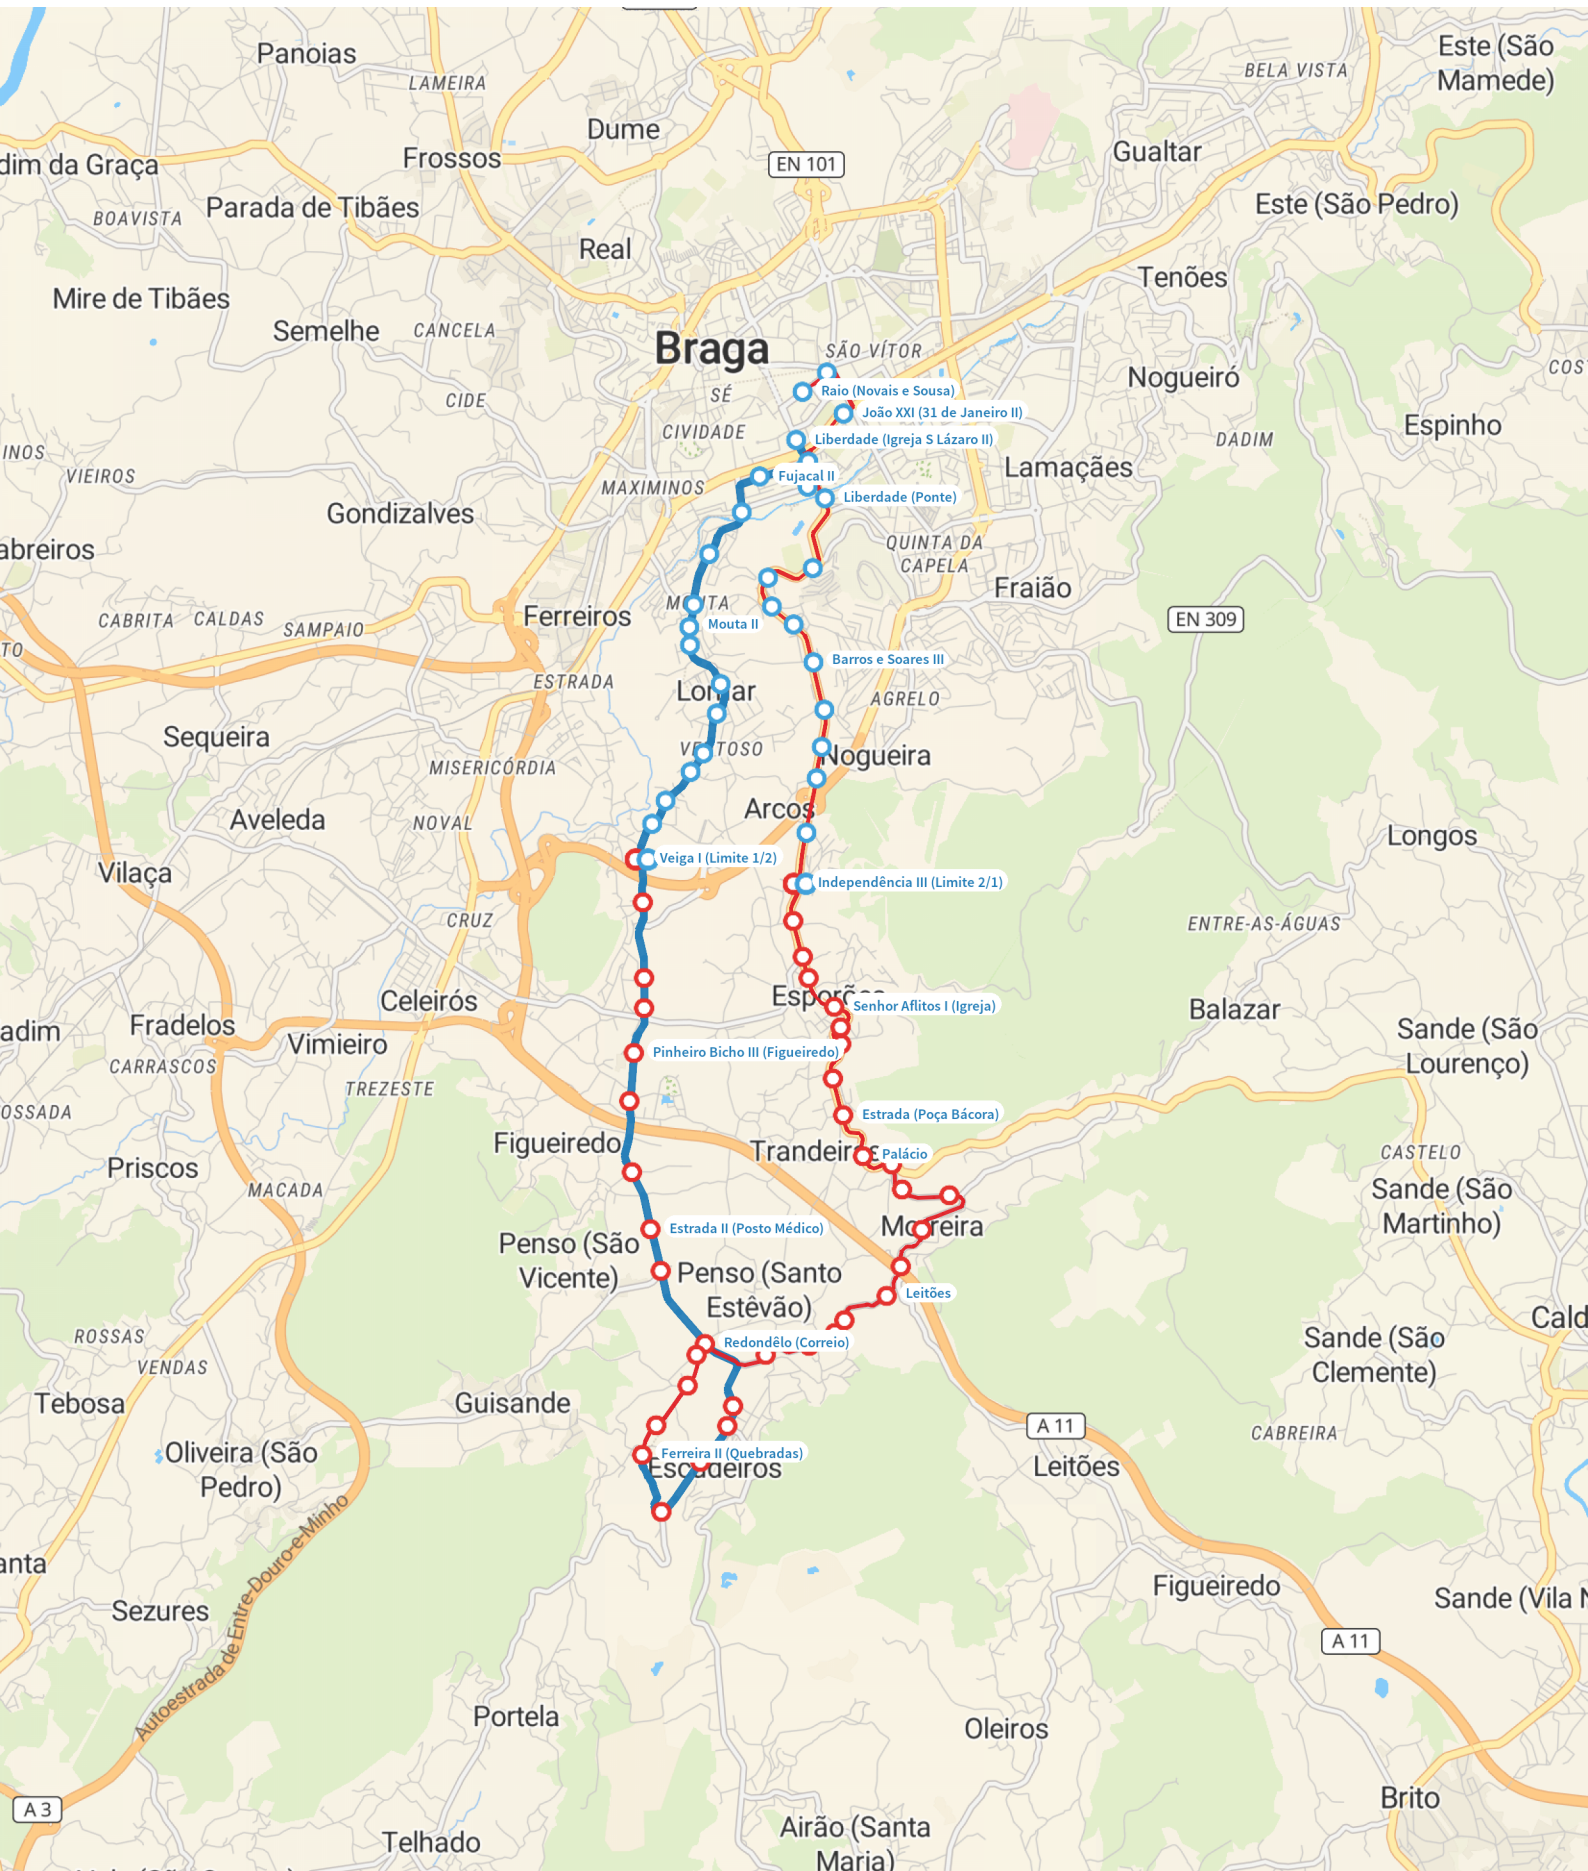 Panoias
LAMEIRA
BELA VISTA
Este (São
Mamede)
Dume
Frossos
EN 101
Gualtar
dim da Graça
BOAVISTA
Parada de Tibães
Real
Este (São Pedro)
Tenões
Mire de Tibães
Semelhe
CANCELA
Braga
SÃO VÍTOR
SÉ
Nogueiró
COS
CIDE
Raio (Novais e Sousa)
João XXI (31 de Janeiro II)
Liberdade (Igreja S Lázaro II)
CIVIDADE
Espinho
DADIM
INOS
VIEIROS
MAXIMINOS
Fujacal II
Lamaçães
Liberdade (Ponte)
Gondizalves
QUINTA DA
CAPELA
abreiros
Fraião
Ferreiros
CABRITA
CALDAS
SAMPAIO
Mouta II
EN 309
TO
Barros e Soares III
ESTRADA
AGRELO
Sequeira
Nogueira
MISERICÓRDIA
Arcos
Aveleda
NOVAL
Longos
Vilaça
Veiga I (Limite 1/2)
Independência III (Limite 2/1)
CRUZ
ENTRE-AS-ÁGUAS
Celeirós
Senhor Aflitos I (Igreja)
Balazar
adim
Fradelos
Vimieiro
CARRASCOS
Sande (São
Lourenço)
Pinheiro Bicho III (Figueiredo)
TREZESTE
OSSADA
Estrada (Poça Bácora)
Figueiredo
Palácio
CASTELO
Priscos
MACADA
Sande (São
Martinho)
Estrada II (Posto Médico)
Penso (São
Vicente)
Penso (Santo
Estêvão)
Leitões
Cald
ROSSAS
VENDAS
Redondêlo (Correio)
Sande (São
Clemente)
Tebosa
Guisande
A 11
CABREIRA
Oliveira (São
Pedro)
Ferreira II (Quebradas)
Escudeiros
Leitões
Autoestrada de Entre-Douro-e-Minho
anta
Figueiredo
Sezures
Sande (Vila N
A 11
Portela
Oleiros
Brito
A 3
Airão (Santa
Maria)
Telhado